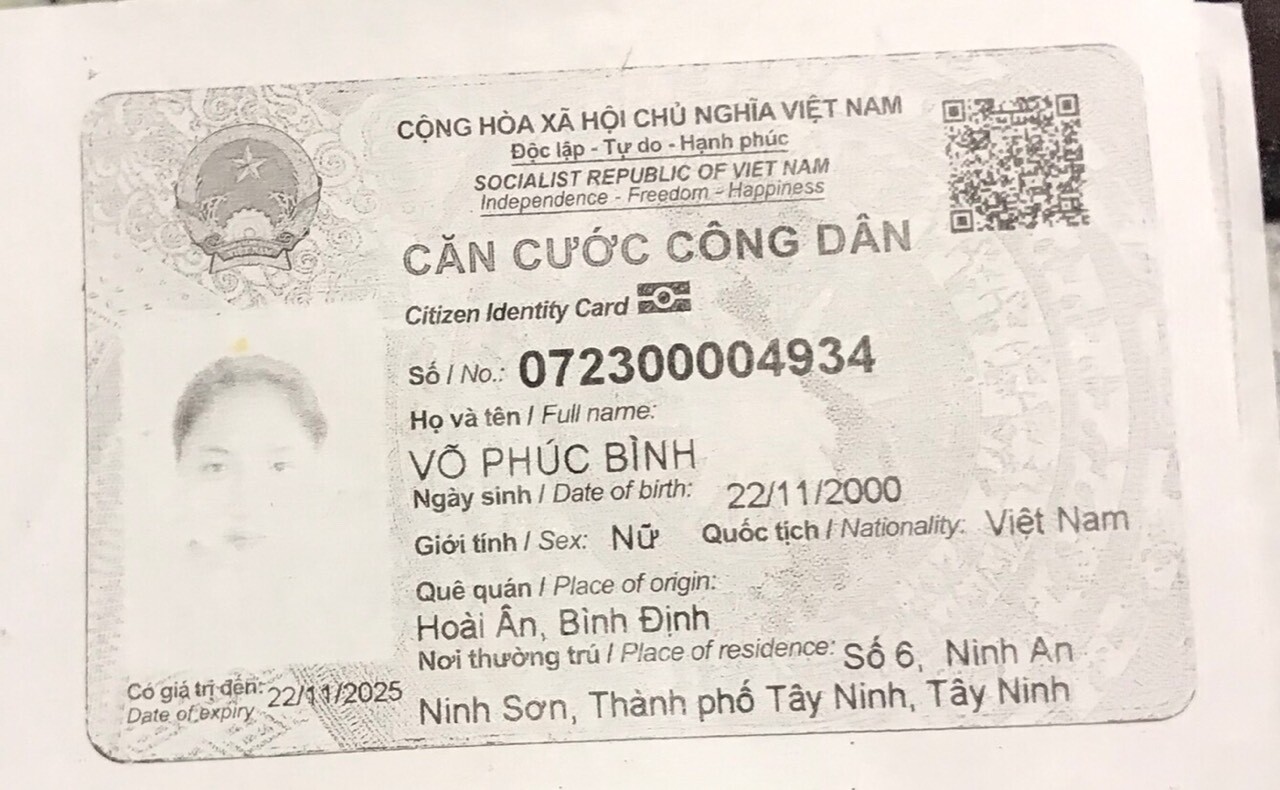 CỘNG HÒA XÃ HỘI CHỦ NGHĨA VIỆT NAM
Độc lập - Tự do - Hạnh phúc
SOCIALIST REPUBLIC OF VIET NAM
Independence - Freedom - Happiness
CĂN CƯỚC CÔNG DÂN
Citizen Identity Card
Số / No.: 072300004934
Họ và tên / Full name:
VÕ PHÚC BÌNH
Ngày sinh / Date of birth: 22/11/2000
Giới tính / Sex: Nữ Quốc tịch / Nationality: Việt Nam
Quê quán / Place of origin:
Hoài Ân, Bình Định
Nơi thường trú / Place of residence: Số 6, Ninh An
Ninh Sơn, Thành phố Tây Ninh, Tây Ninh
Có giá trị đến: 22/11/2025
Date of expiry